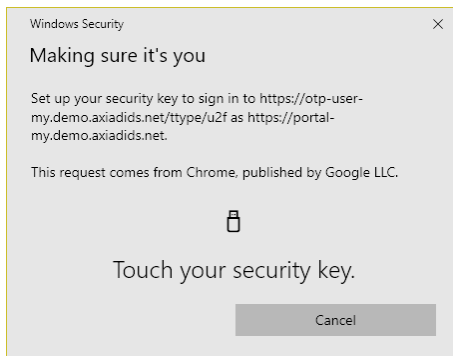 Windows Security
Making sure it's you
Set up your security key to sign in to https://otp-user-
my.demo.axiadids.net/ttype/u2f as https://portal-
my.demo.axiadids.net.
This request comes from Chrome, published by Google LLC.
Touch your security key.
Cancel